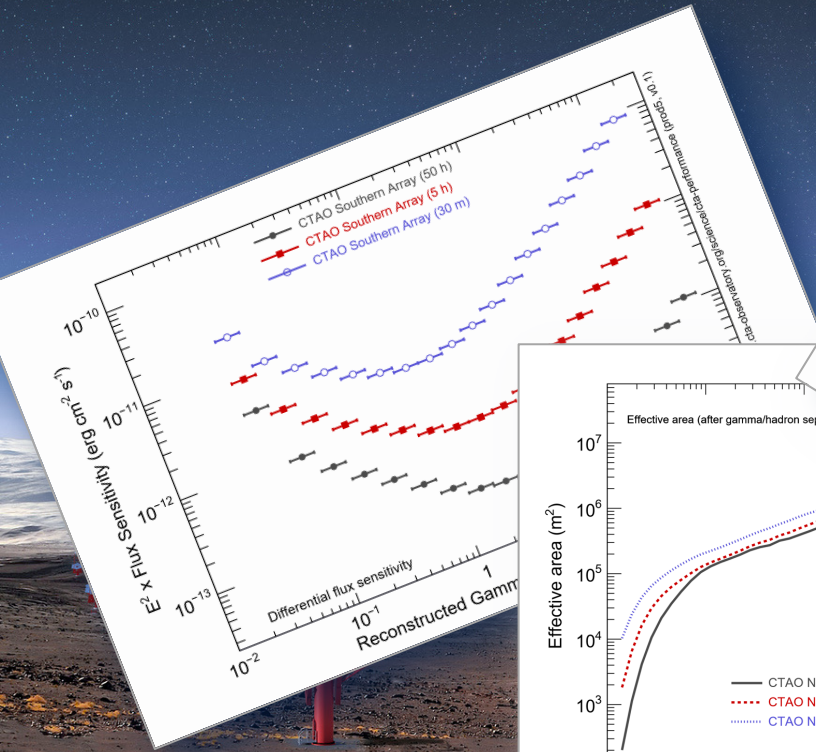 CTAO Southern Array (50 h)
CTAO Southern Array (5 h)
CTAO Southern Array (30 m)
cta-observatory.org/science/cta-performance (prod5, v0.1)
E² x Flux Sensitivity (erg cm⁻² s⁻¹)
10⁻¹⁰
10⁻¹¹
10⁻¹²
10⁻¹³
Differential flux sensitivity
10⁻²
10⁻¹
1
Reconstructed Gamm
Effective area (after gamma/hadron sep
Effective area (m²)
10⁷
10⁶
10⁵
10⁴
10³
CTAO N
CTAO N
CTAO N